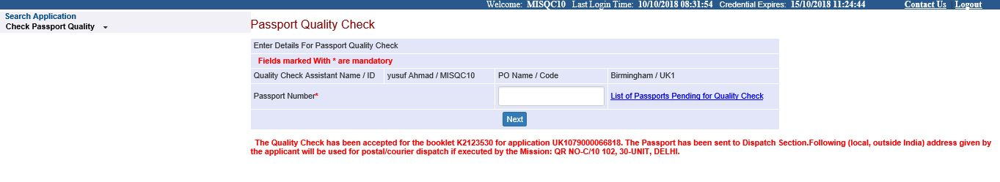 Welcome: MISQC10 Last Login Time: 10/10/2018 08:31:54 Credential Expires: 15/10/2018 11:24:44 Contact Us | Logout
Search Application
Check Passport Quality
Passport Quality Check
Enter Details For Passport Quality Check
Fields marked With * are mandatory
Quality Check Assistant Name / ID yusuf Ahmad / MISQC10 PO Name / Code Birmingham / UK1
Passport Number* List of Passports Pending for Quality Check
Next
The Quality Check has been accepted for the booklet K2123530 for application UK1079000066818. The Passport has been sent to Dispatch Section.Following (local, outside India) address given by
the applicant will be used for postal/courier dispatch if executed by the Mission: QR NO-C/10 102, 30-UNIT, DELHI.